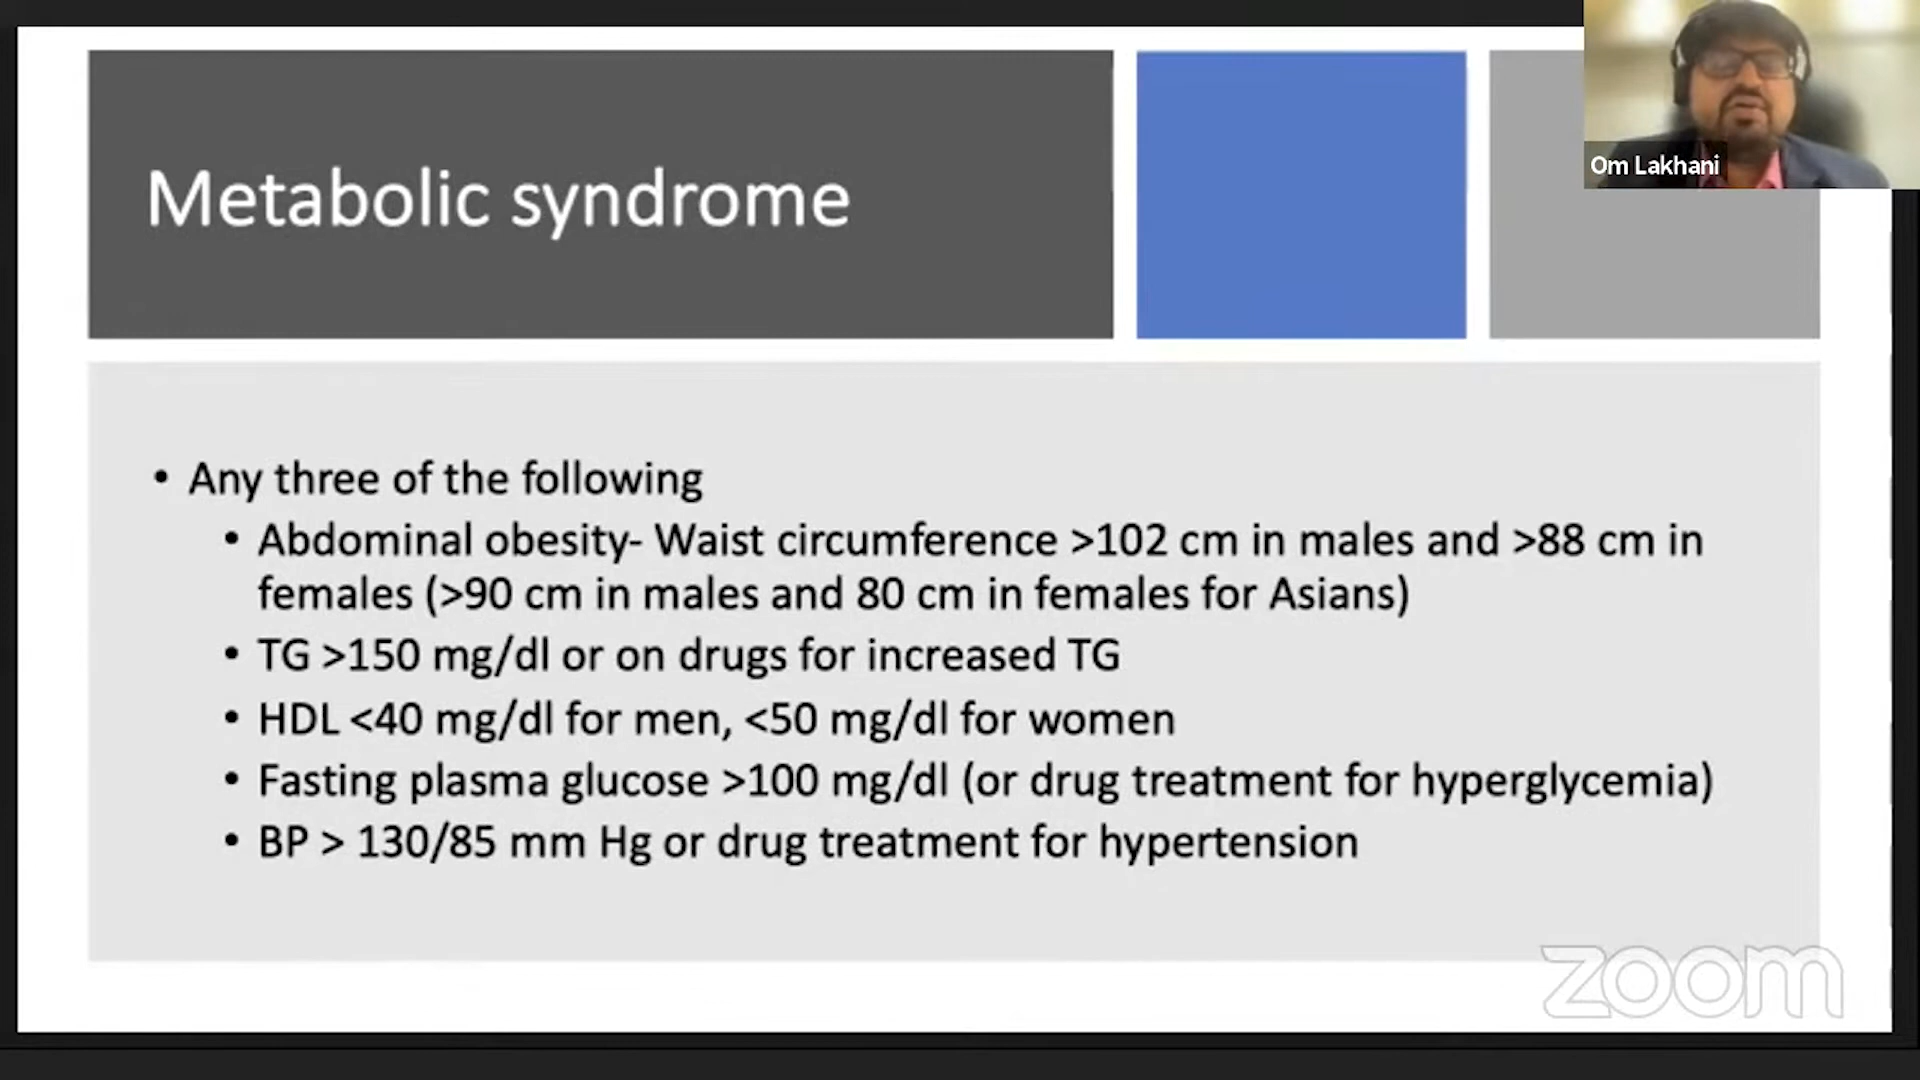 Om Lakhani
Metabolic syndrome
• Any three of the following
• Abdominal obesity- Waist circumference >102 cm in males and >88 cm in
females (>90 cm in males and 80 cm in females for Asians)
• TG >150 mg/dl or on drugs for increased TG
• HDL <40 mg/dl for men, <50 mg/dl for women
• Fasting plasma glucose >100 mg/dl (or drug treatment for hyperglycemia)
• BP > 130/85 mm Hg or drug treatment for hypertension
zoom